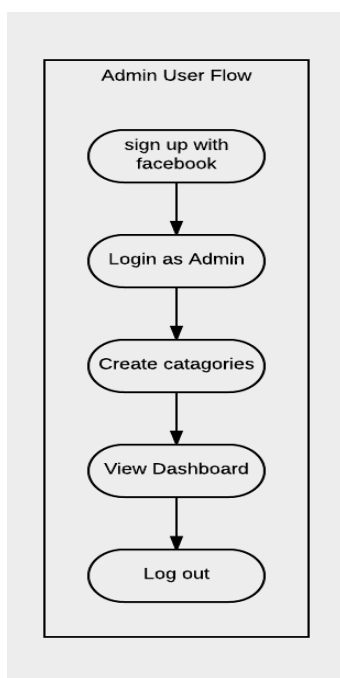 Admin User Flow
sign up with
facebook
Login as Admin
Create catagories
View Dashboard
Log out